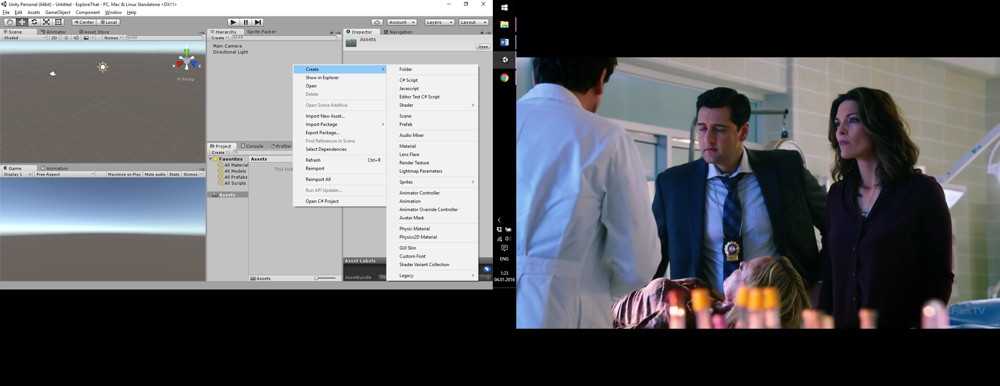 Unity Personal (64bit) - Untitled - ExploreThat - PC, Mac & Linux Standalone <DX11>
File Edit Assets GameObject Component Window Help
Center Local
Account Layers Layout
Scene Animator Asset Store
Shaded 2D Gizmos All
y
x z
Persp
Hierarchy Sprite Packer
Create All
Main Camera
Directional Light
Inspector Navigation
Assets
Open
Create
Show in Explorer
Open
Delete
Open Scene Additive
Import New Asset...
Import Package
Export Package...
Find References In Scene
Select Dependencies
Refresh Ctrl+R
Reimport
Reimport All
Run API Updater...
Open C# Project
Folder
C# Script
Javascript
Editor Test C# Script
Shader
Scene
Prefab
Audio Mixer
Material
Lens Flare
Render Texture
Lightmap Parameters
Sprites
Animator Controller
Animation
Animator Override Controller
Avatar Mask
Physic Material
Physics2D Material
GUI Skin
Custom Font
Shader Variant Collection
Legacy
Game Animation
Display 1 Free Aspect Maximize on Play Mute audio Stats Gizmos
Project Console Profiler
Create
Favorites
All Material
All Models
All Prefabs
All Scripts
Assets
Assets
This fold
Assets
Asset Labels
AssetBundle No
W
ENG
1:23
04.01.2016
Film.TV